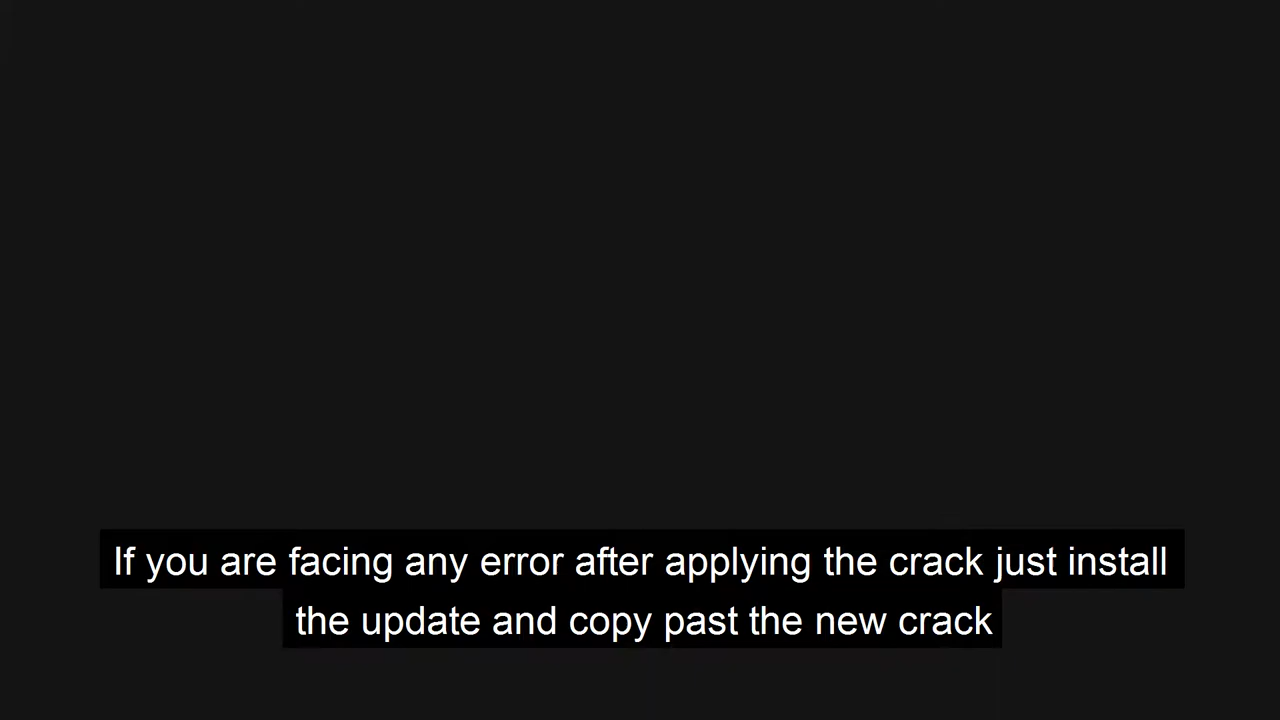 If you are facing any error after applying the crack just install
the update and copy past the new crack